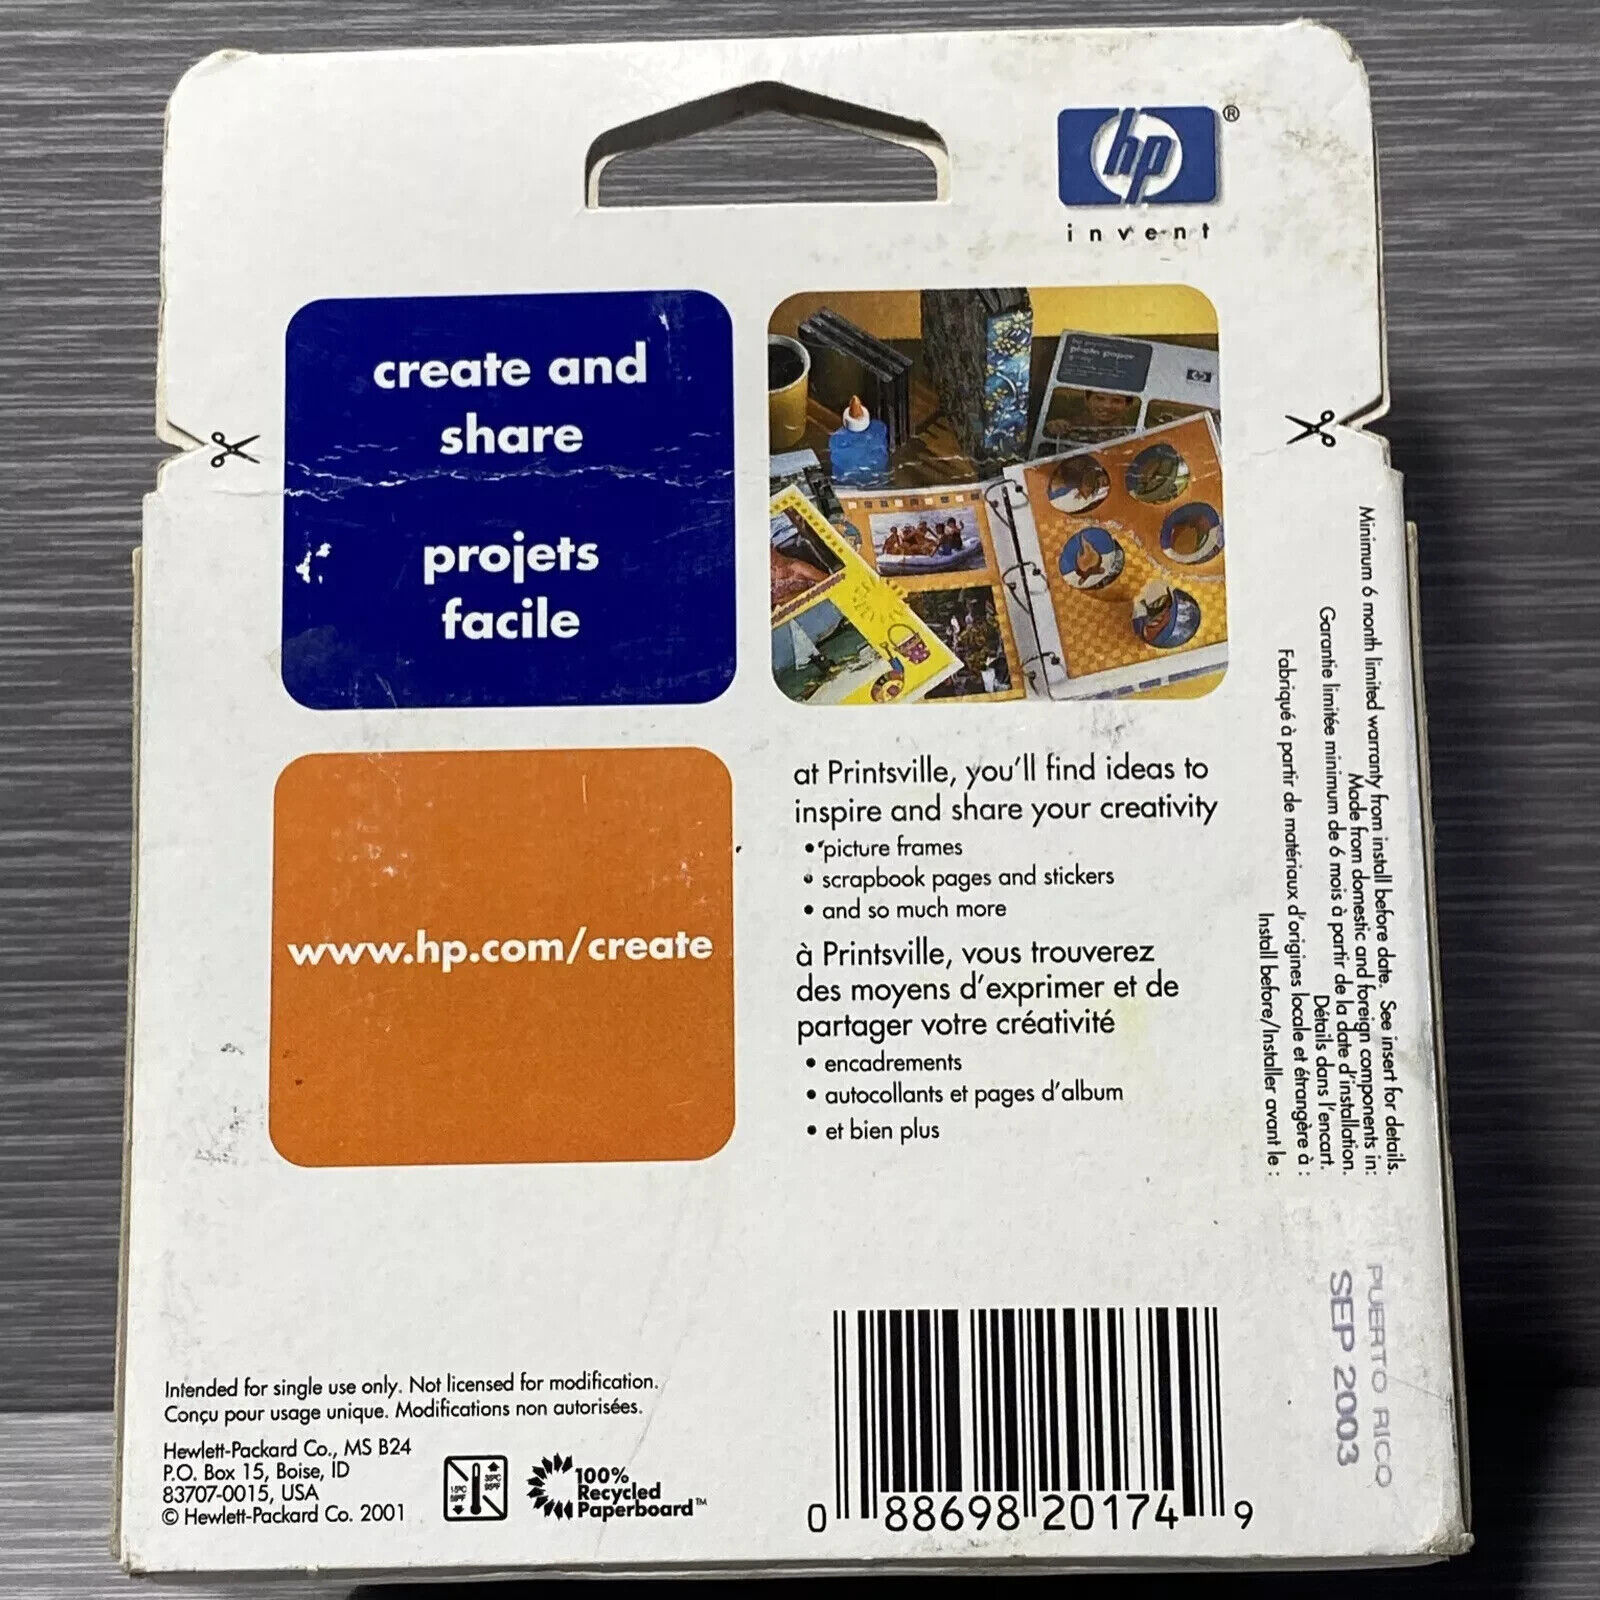 hp
®
invent
create and
share
projets
facile
photo paper
www.hp.com/create
at Printsville, you'll find ideas to
inspire and share your creativity
• picture frames
• scrapbook pages and stickers
• and so much more
à Printsville, vous trouverez
des moyens d'exprimer et de
partager votre créativité
• encadrements
• autocollants et pages d'album
• et bien plus
Minimum 6 month limited warranty from install before date. See insert for details.
Made from domestic and foreign components in:
Garantie limitée minimum de 6 mois à partir de la date d'installation.
Détails dans l'encart.
Fabriqué à partir de matériaux d'origines locale et étrangère à :
Install before/Installer avant le :
PUERTO RICO
SEP 2003
Intended for single use only. Not licensed for modification.
Conçu pour usage unique. Modifications non autorisées.
Hewlett-Packard Co., MS B24
P.O. Box 15, Boise, ID
83707-0015, USA
© Hewlett-Packard Co. 2001
100%
Recycled
Paperboard™
0 88698 20174 9